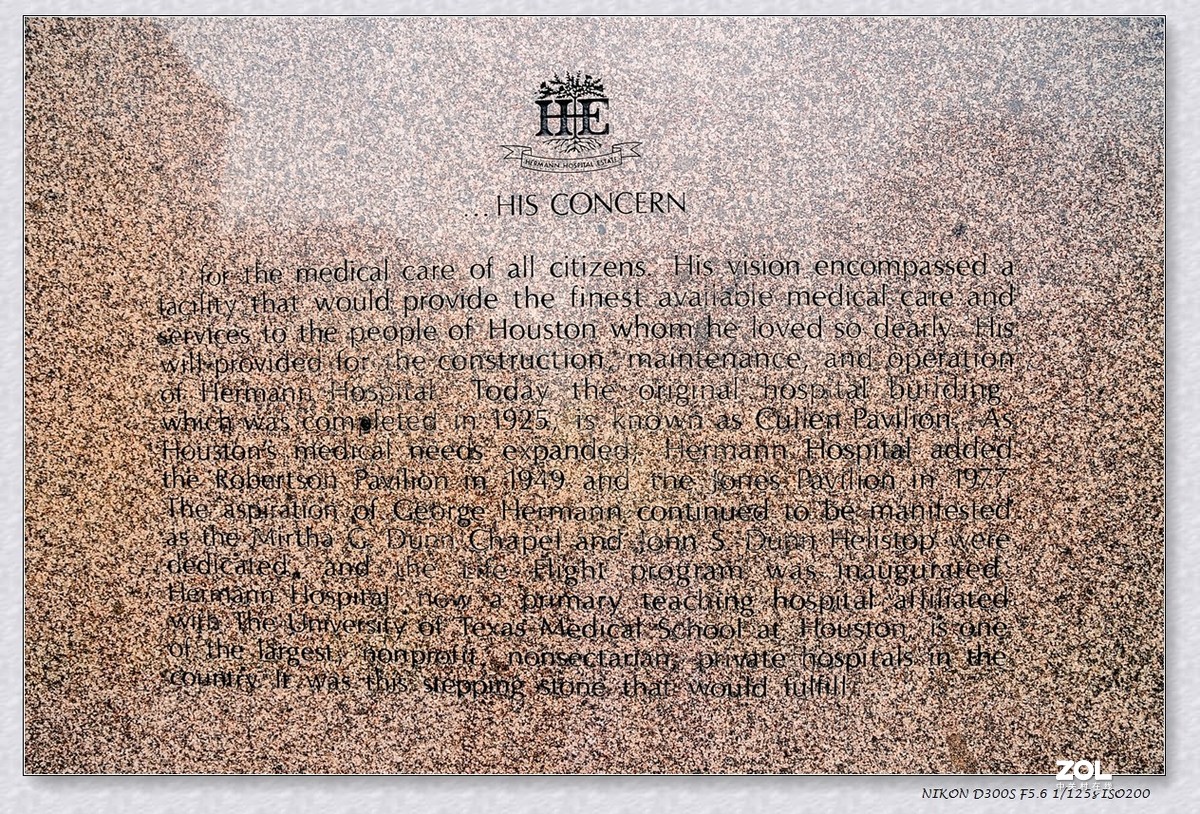 HE
HERMANN HOSPITAL ESTATE
...HIS CONCERN
for the medical care of all citizens. His vision encompassed a
facility that would provide the finest available medical care and
services to the people of Houston whom he loved so dearly. His
will provided for the construction, maintenance, and operation
of Hermann Hospital. Today the original hospital building,
which was completed in 1925, is known as Cullen Pavilion. As
Houston's medical needs expanded, Hermann Hospital added
the Robertson Pavilion in 1949 and the Jones Pavilion in 1977.
The aspiration of George Hermann continued to be manifested
as the Mirtha G. Dunn Chapel and John S. Dunn Helistop were
dedicated, and the Life Flight program was inaugurated.
Hermann Hospital, now a primary teaching hospital affiliated
with The University of Texas Medical School at Houston, is one
of the largest, nonprofit, nonsectarian, private hospitals in the
country. It was this stepping stone that would fulfill...
ZOL
中关村在线
NIKON D300S F5.6 1/125s ISO200